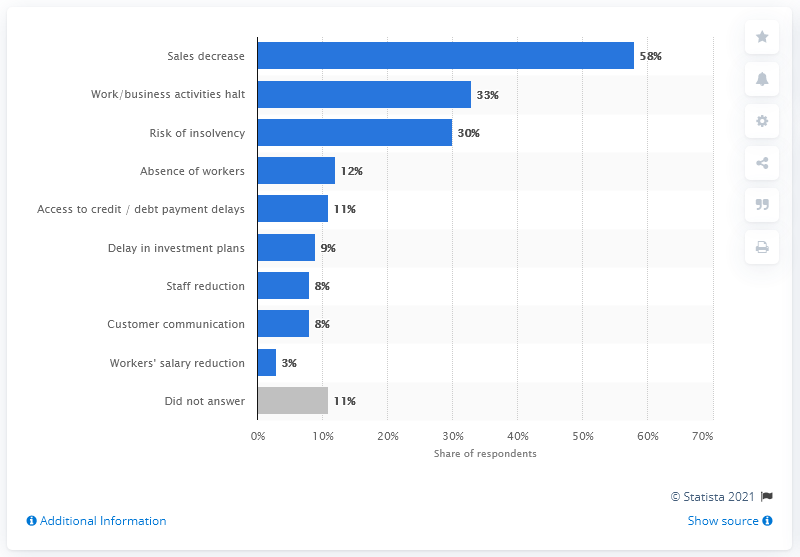 Sales decrease 58%
Work/business activities halt 33%
Risk of insolvency 30%
Absence of workers 12%
Access to credit / debt payment delays 11%
Delay in investment plans 9%
Staff reduction 8%
Customer communication 8%
Workers' salary reduction 3%
Did not answer 11%
0% 10% 20% 30% 40% 50% 60% 70%
Share of respondents
© Statista 2021
Additional Information Show source